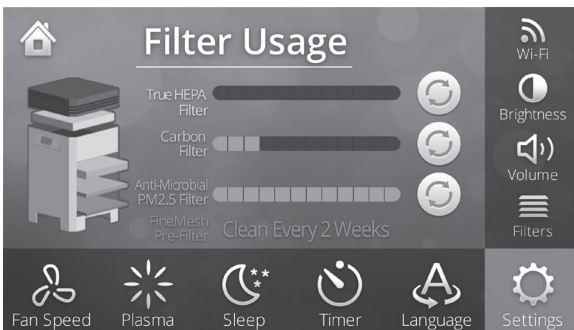 Filter Usage
True HEPA
Filter
Carbon
Filter
Anti-Microbial
PM2.5 Filter
FineMesh
Pre-Filter
Clean Every 2 Weeks
Wi-Fi
Brightness
Volume
Filters
Fan Speed
Plasma
Sleep
Timer
A
Language
Settings